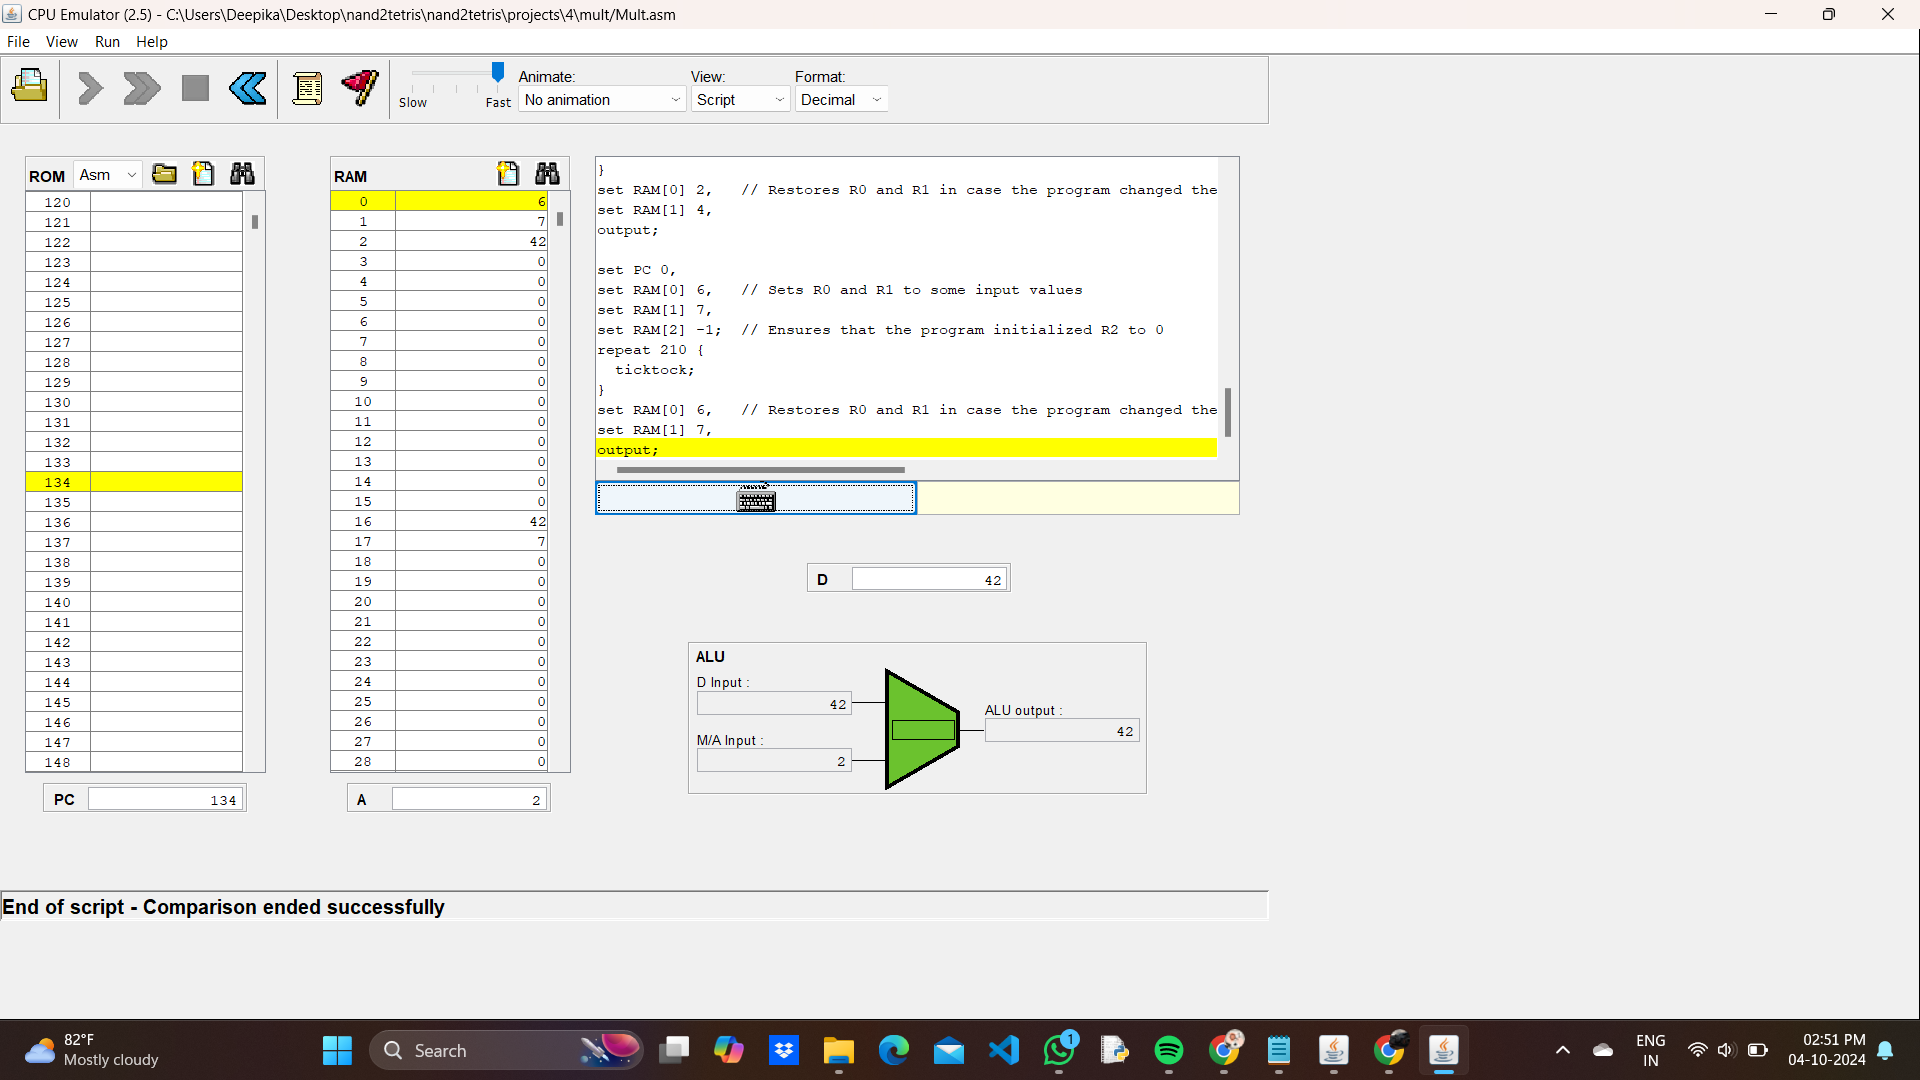 CPU Emulator (2.5) - C:\Users\Deepika\Desktop\nand2tetris\nand2tetris\projects\4\mult/Mult.asm
File View Run Help
Slow Fast
Animate: View: Format:
No animation Script Decimal
ROM Asm
120
121
122
123
124
125
126
127
128
129
130
131
132
133
134
135
136
137
138
139
140
141
142
143
144
145
146
147
148
PC 134
RAM
0 6
1 7
2 42
3 0
4 0
5 0
6 0
7 0
8 0
9 0
10 0
11 0
12 0
13 0
14 0
15 0
16 42
17 7
18 0
19 0
20 0
21 0
22 0
23 0
24 0
25 0
26 0
27 0
28 0
A 2
}
set RAM[0] 2,   // Restores R0 and R1 in case the program changed the
set RAM[1] 4,
output;
set PC 0,
set RAM[0] 6,   // Sets R0 and R1 to some input values
set RAM[1] 7,
set RAM[2] -1;  // Ensures that the program initialized R2 to 0
repeat 210 {
  ticktock;
}
set RAM[0] 6,   // Restores R0 and R1 in case the program changed the
set RAM[1] 7,
output;
D 42
ALU
D Input :
42
M/A Input :
2
ALU output :
42
End of script - Comparison ended successfully
82°F
Mostly cloudy
Search
1
ENG
IN
02:51 PM
04-10-2024